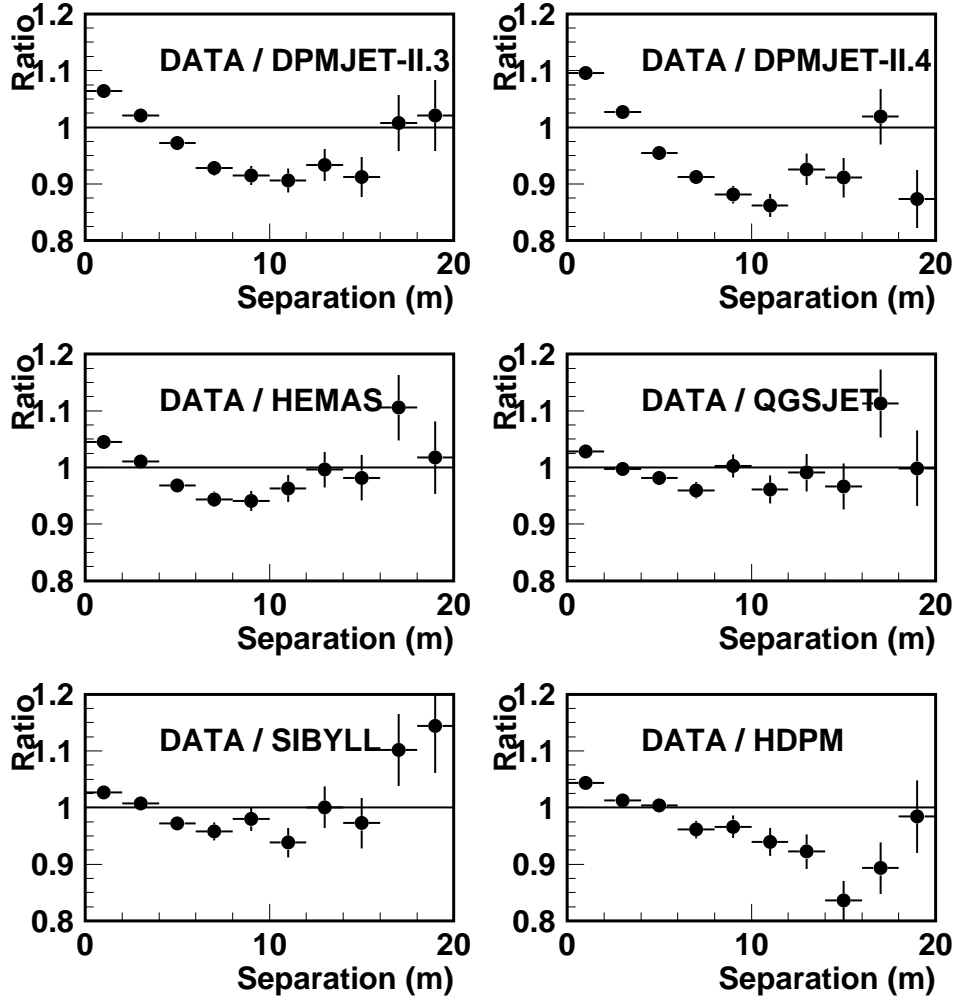 DATA / DPMJET-II.3
Ratio
1.2
1.1
1
0.9
0.8
0
10
20
Separation (m)
DATA / DPMJET-II.4
Ratio
1.2
1.1
1
0.9
0.8
0
10
20
Separation (m)
DATA / HEMAS
Ratio
1.2
1.1
1
0.9
0.8
0
10
20
Separation (m)
DATA / QGSJET
Ratio
1.2
1.1
1
0.9
0.8
0
10
20
Separation (m)
DATA / SIBYLL
Ratio
1.2
1.1
1
0.9
0.8
0
10
20
Separation (m)
DATA / HDPM
Ratio
1.2
1.1
1
0.9
0.8
0
10
20
Separation (m)